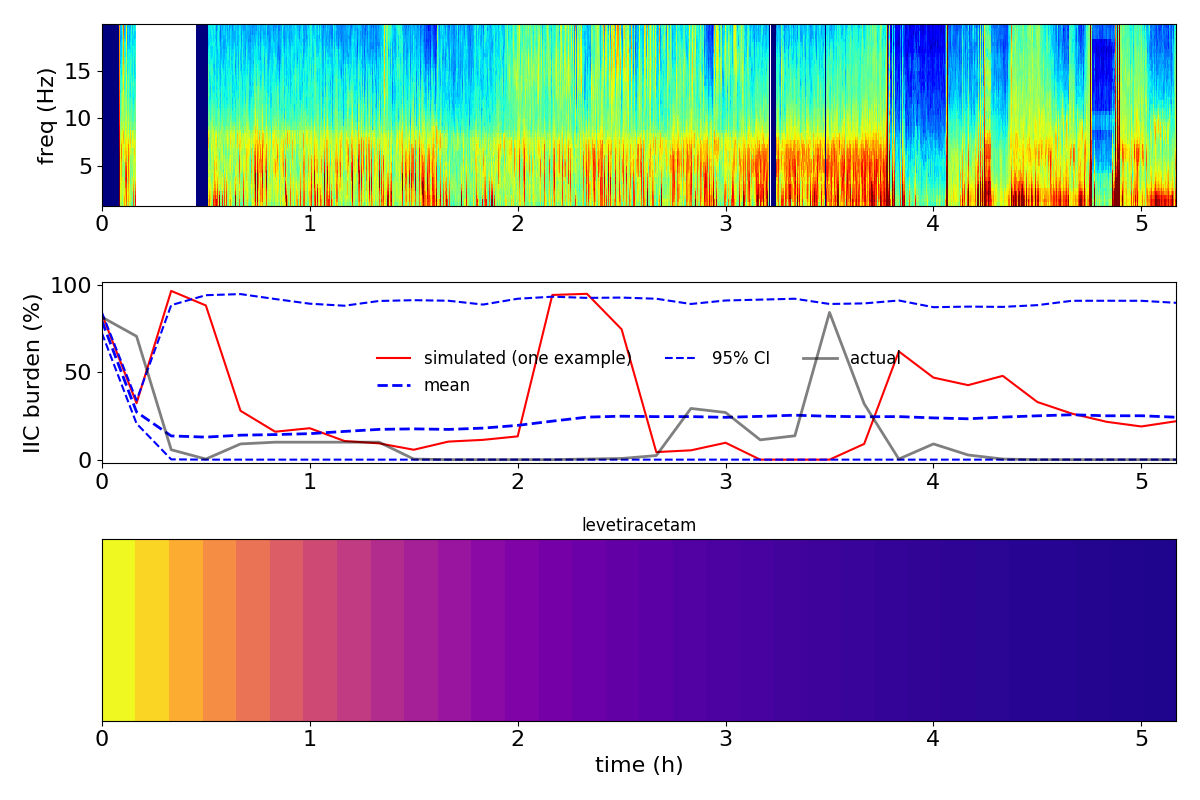 freq (Hz)
15
10
5
0 1 2 3 4 5
IIC burden (%)
100
50
0
simulated (one example) 95% CI actual
mean
0 1 2 3 4 5
levetiracetam
0 1 2 3 4 5
time (h)